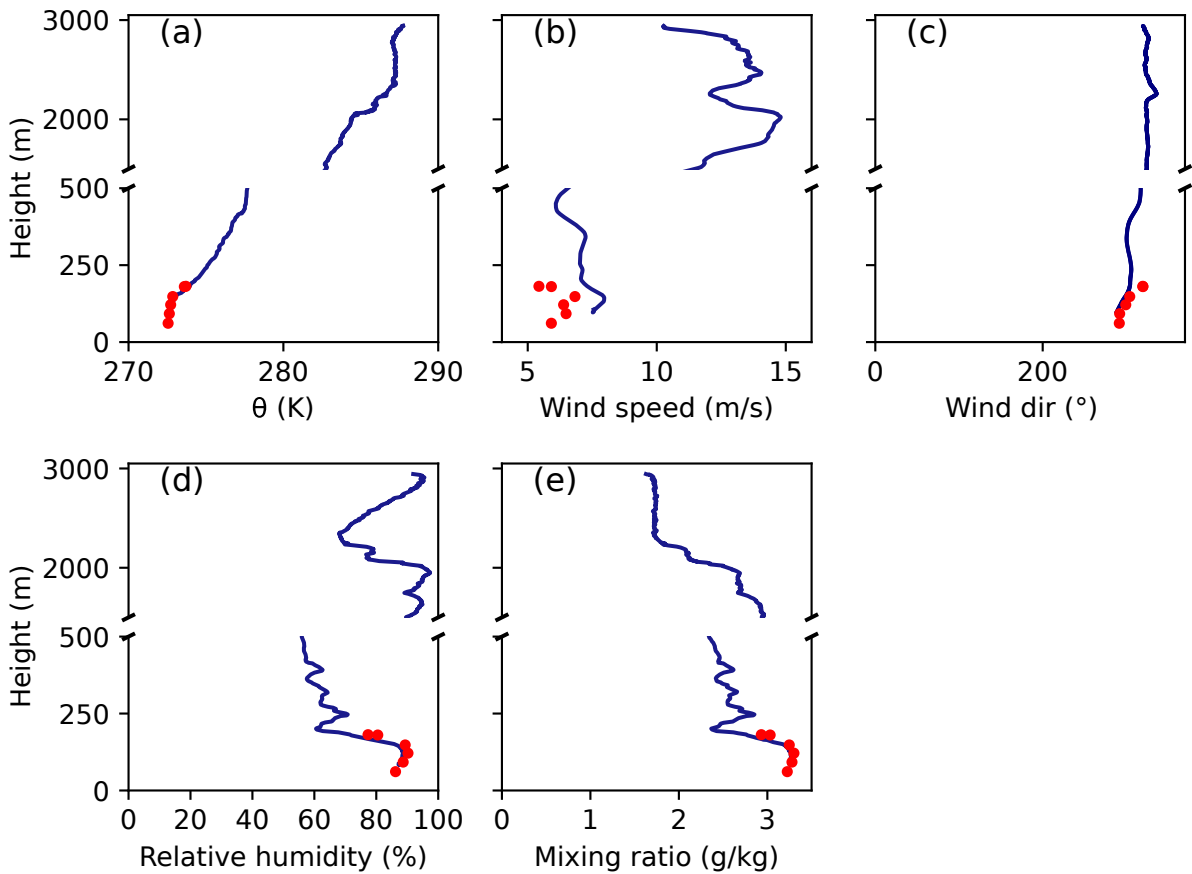 (a)
(b)
(c)
3000
2000
500
250
0
Height (m)
270
280
290
θ (K)
5
10
15
Wind speed (m/s)
0
200
Wind dir (°)
(d)
(e)
3000
2000
500
250
0
Height (m)
0
20
40
60
80
100
Relative humidity (%)
0
1
2
3
Mixing ratio (g/kg)